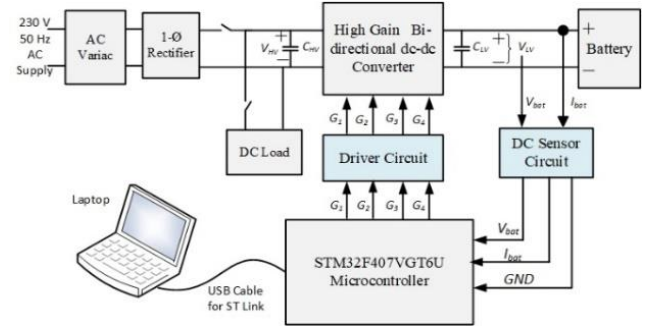 230 V
50 Hz
AC
Supply
AC
Variac
1-Ø
Rectifier
V_HV
+
−
C_HV
High Gain Bi-
directional dc-dc
Converter
C_LV
+
−
V_LV
+
−
Battery
DC Load
G1 G2 G3 G4
Driver Circuit
V_bat
I_bat
DC Sensor
Circuit
G1 G2 G3 G4
Laptop
USB Cable
for ST Link
STM32F407VGT6U
Microcontroller
V_bat
I_bat
GND